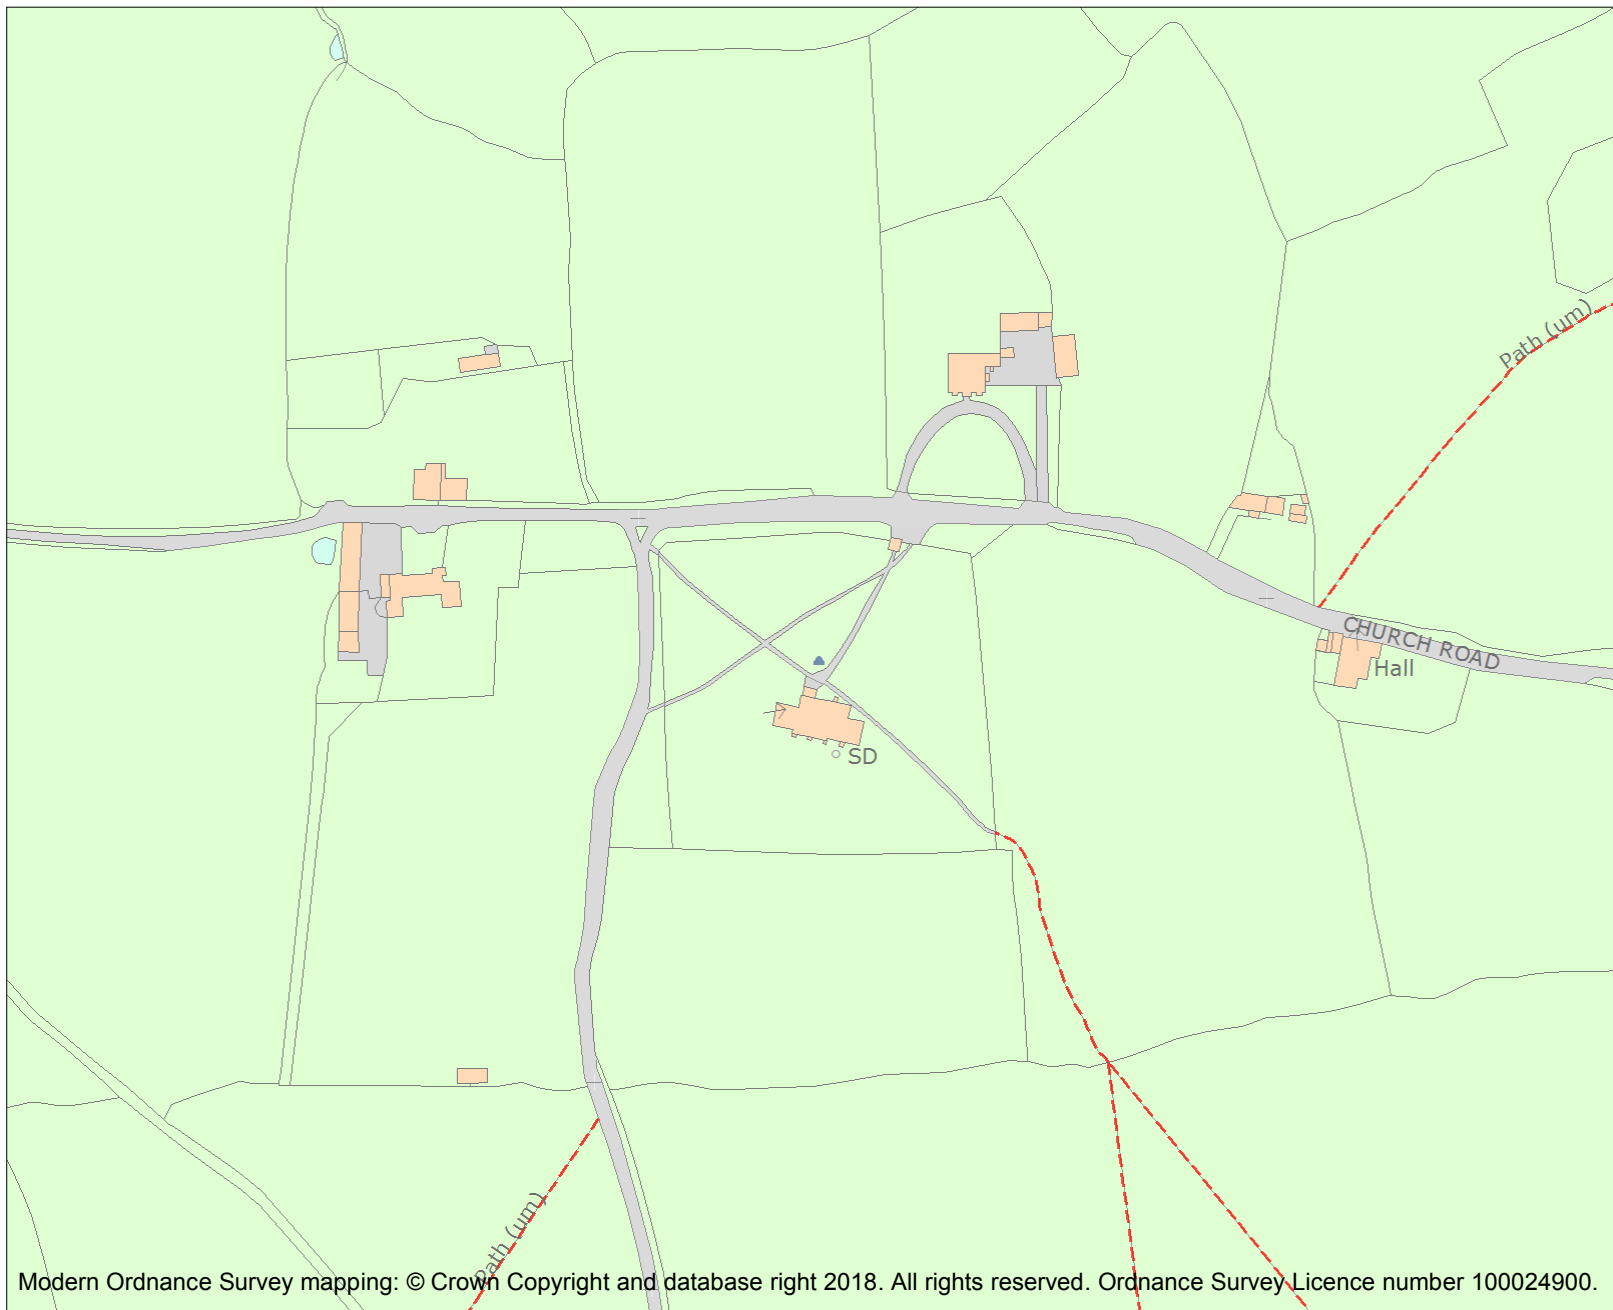 Path (um)
CHURCH ROAD
Hall
SD
Path (um)
Modern Ordnance Survey mapping: © Crown Copyright and database right 2018. All rights reserved. Ordnance Survey Licence number 100024900.